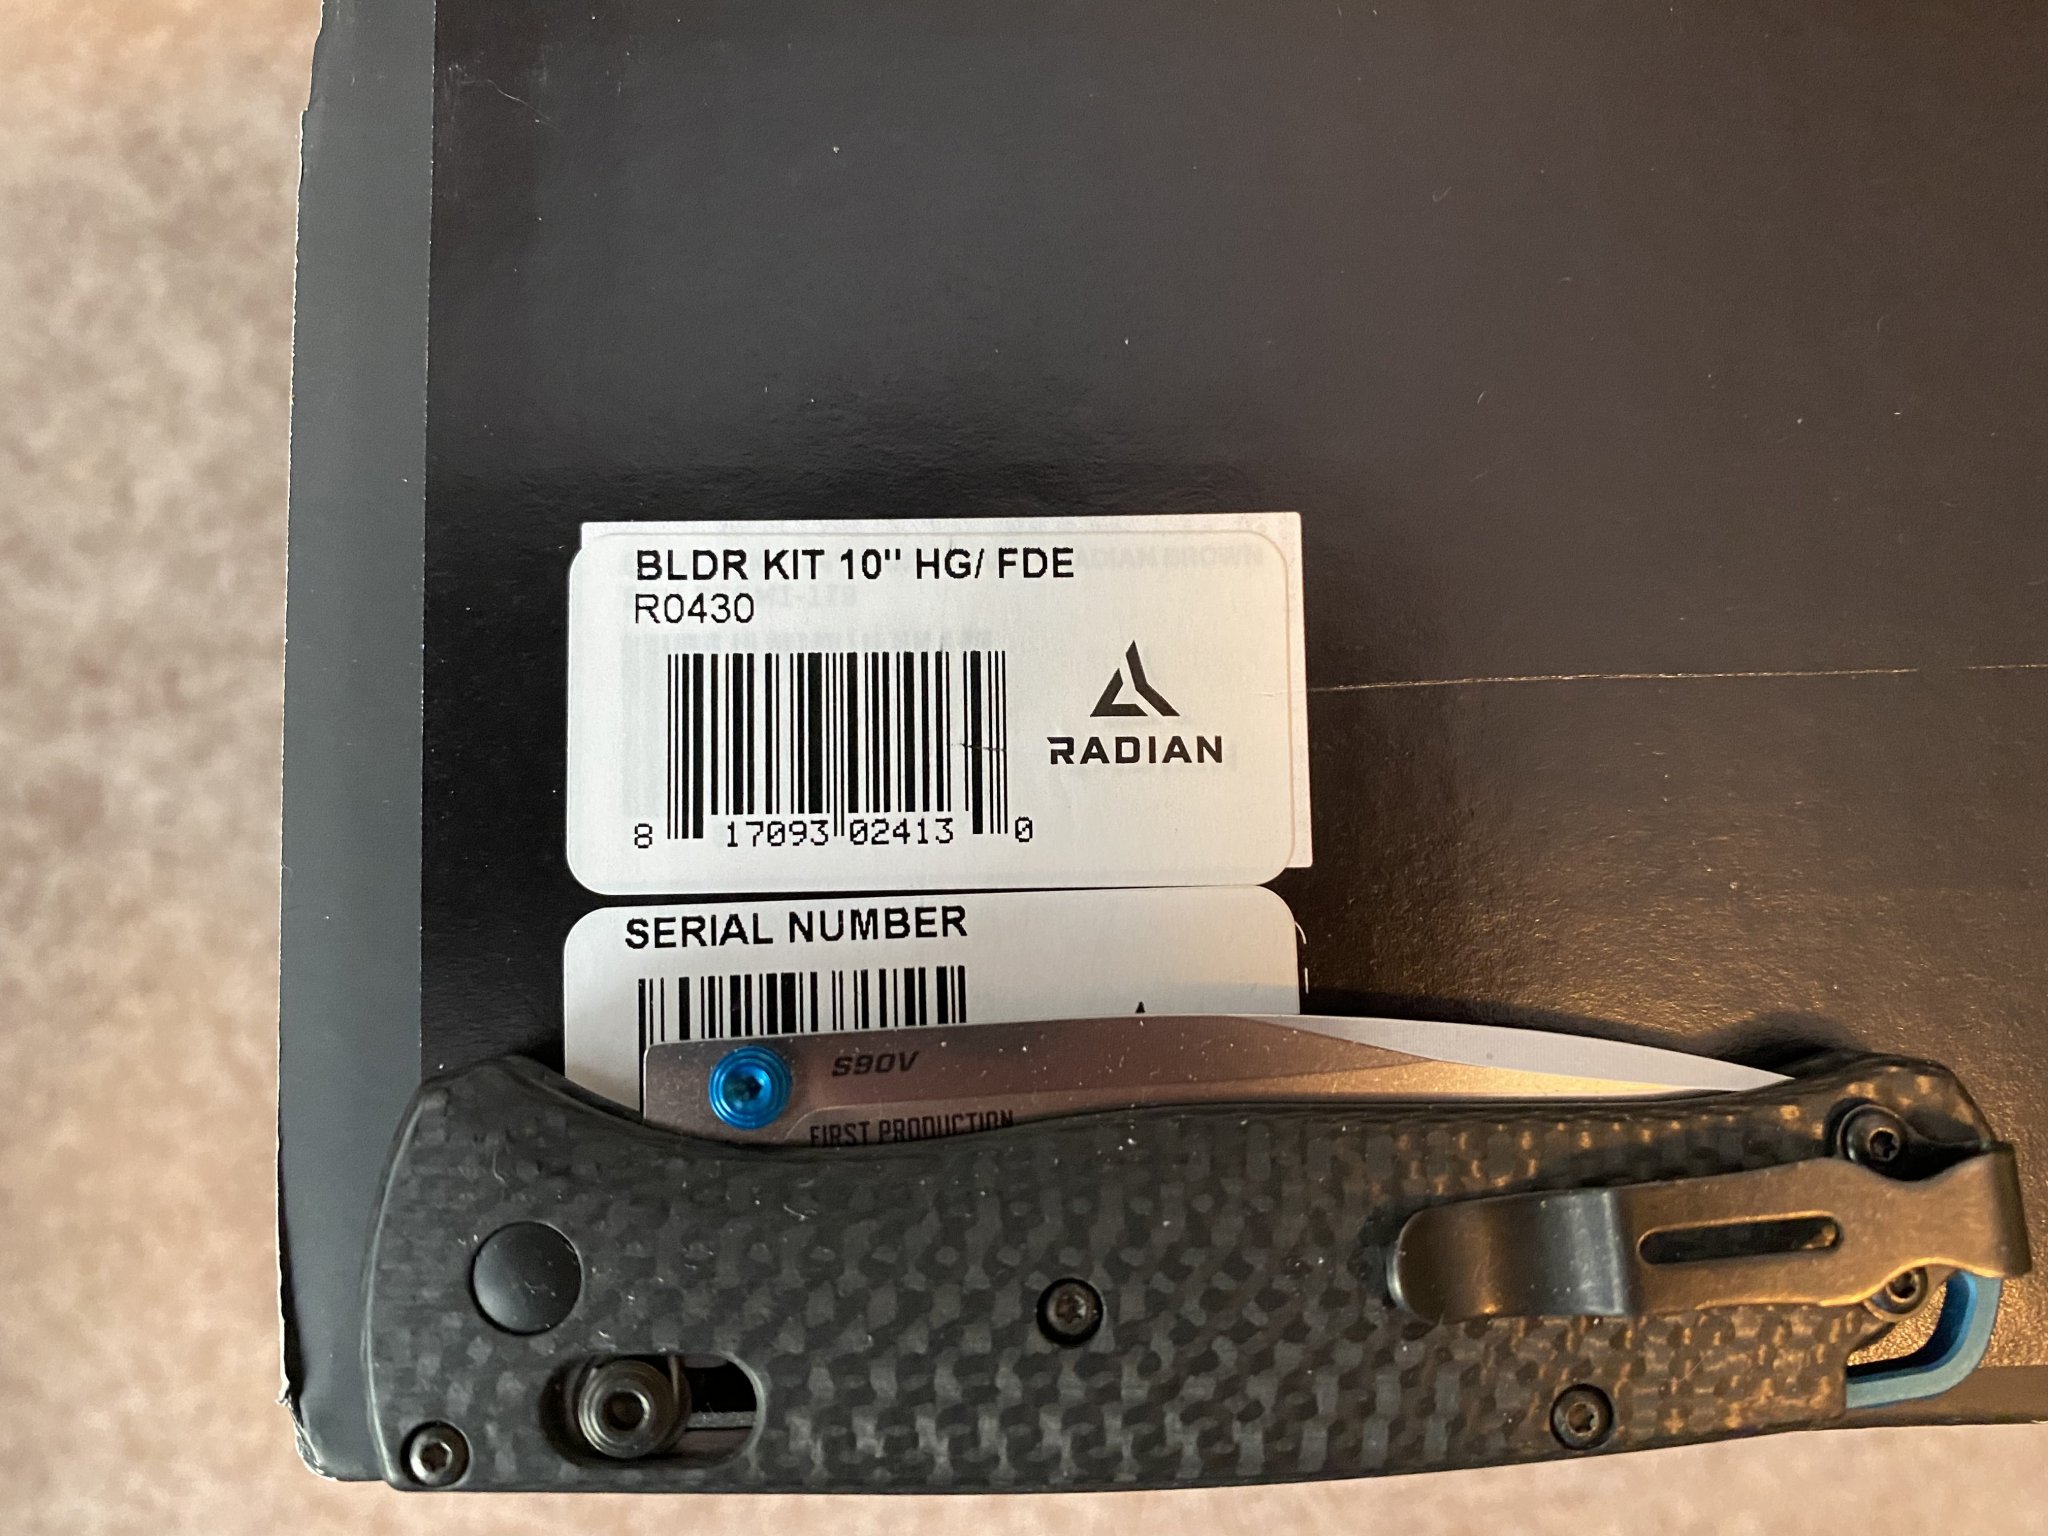 BLDR KIT 10" HG/ FDE
R0430
RADIAN
8 17093 02413 0
SERIAL NUMBER
S90V
FIRST PRODUCTION